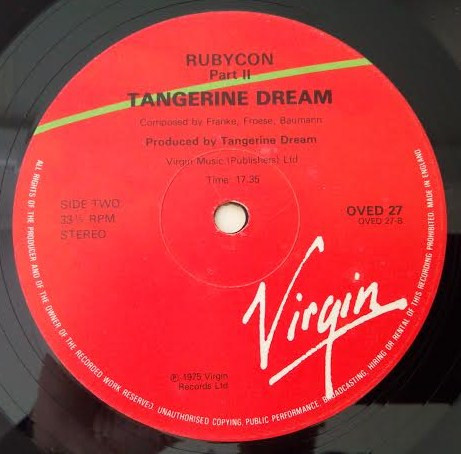 RUBYCON
Part II
TANGERINE DREAM
Composed by Franke, Froese, Baumann
Produced by Tangerine Dream
Virgin Music (Publishers) Ltd
Time: 17.35
SIDE TWO
33⅓ RPM
STEREO
OVED 27
OVED 27-B
Virgin
℗ 1975 Virgin
Records Ltd
ALL RIGHTS OF THE PRODUCER AND OF THE OWNER OF THE RECORDED WORK RESERVED. UNAUTHORISED COPYING, PUBLIC PERFORMANCE, BROADCASTING, HIRING OR RENTAL OF THIS RECORDING PROHIBITED. MADE IN ENGLAND.